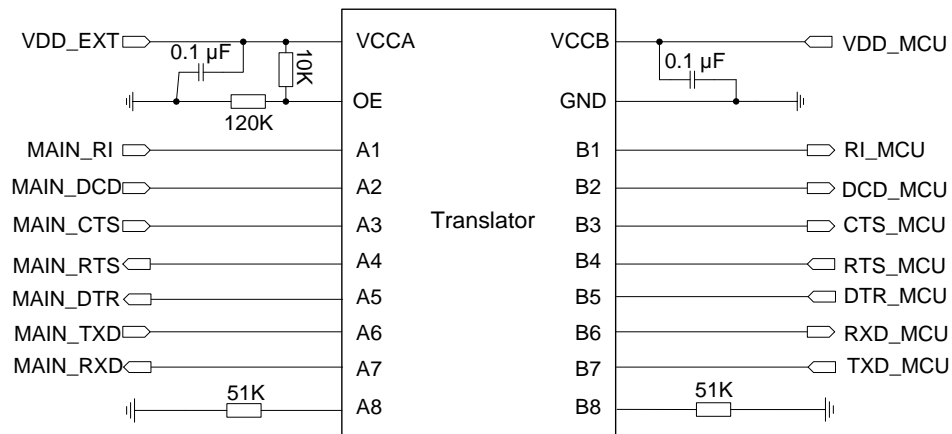 VDD_EXT VCCA VCCB VDD_MCU
0.1 µF 10K 0.1 µF
OE GND
120K
MAIN_RI A1 B1 RI_MCU
MAIN_DCD A2 B2 DCD_MCU
MAIN_CTS A3 B3 CTS_MCU
Translator
MAIN_RTS A4 B4 RTS_MCU
MAIN_DTR A5 B5 DTR_MCU
MAIN_TXD A6 B6 RXD_MCU
MAIN_RXD A7 B7 TXD_MCU
51K 51K
A8 B8